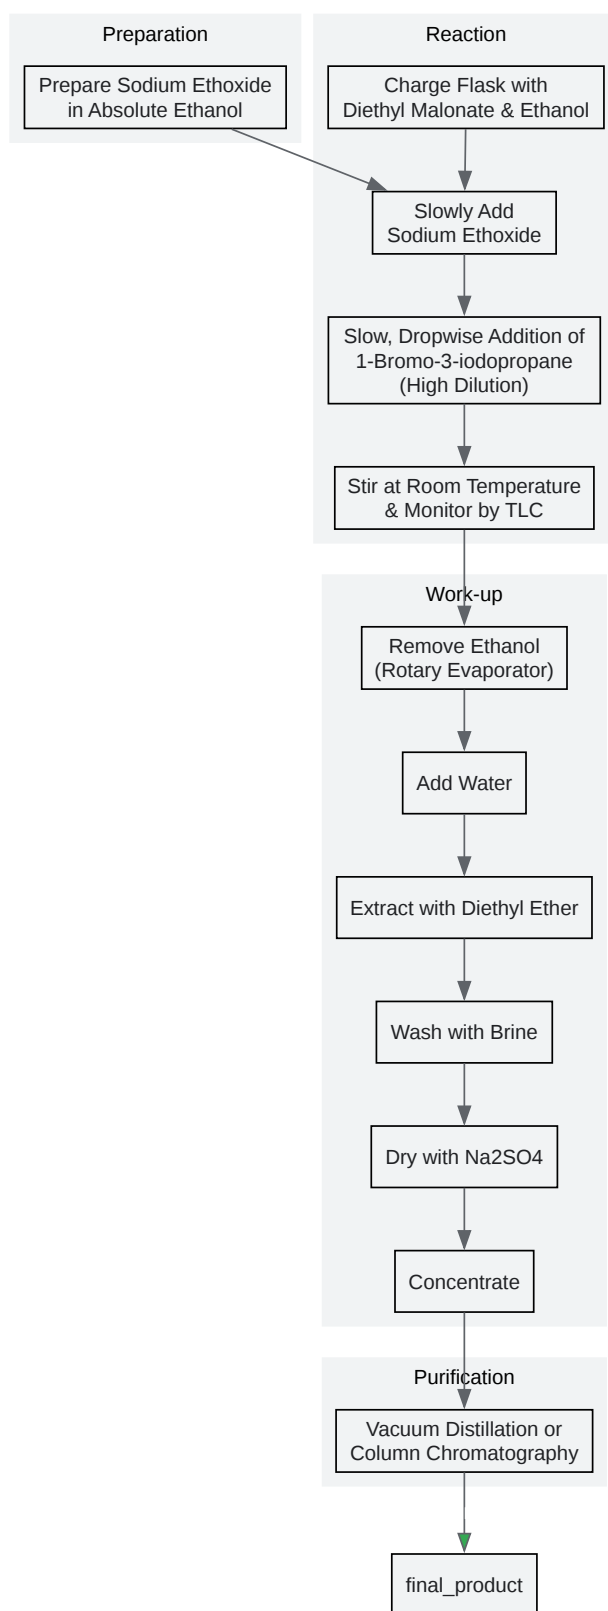 Preparation
Prepare Sodium Ethoxide
in Absolute Ethanol
Reaction
Charge Flask with
Diethyl Malonate & Ethanol
Slowly Add
Sodium Ethoxide
Slow, Dropwise Addition of
1-Bromo-3-iodopropane
(High Dilution)
Stir at Room Temperature
& Monitor by TLC
Work-up
Remove Ethanol
(Rotary Evaporator)
Add Water
Extract with Diethyl Ether
Wash with Brine
Dry with Na2SO4
Concentrate
Purification
Vacuum Distillation or
Column Chromatography
final_product